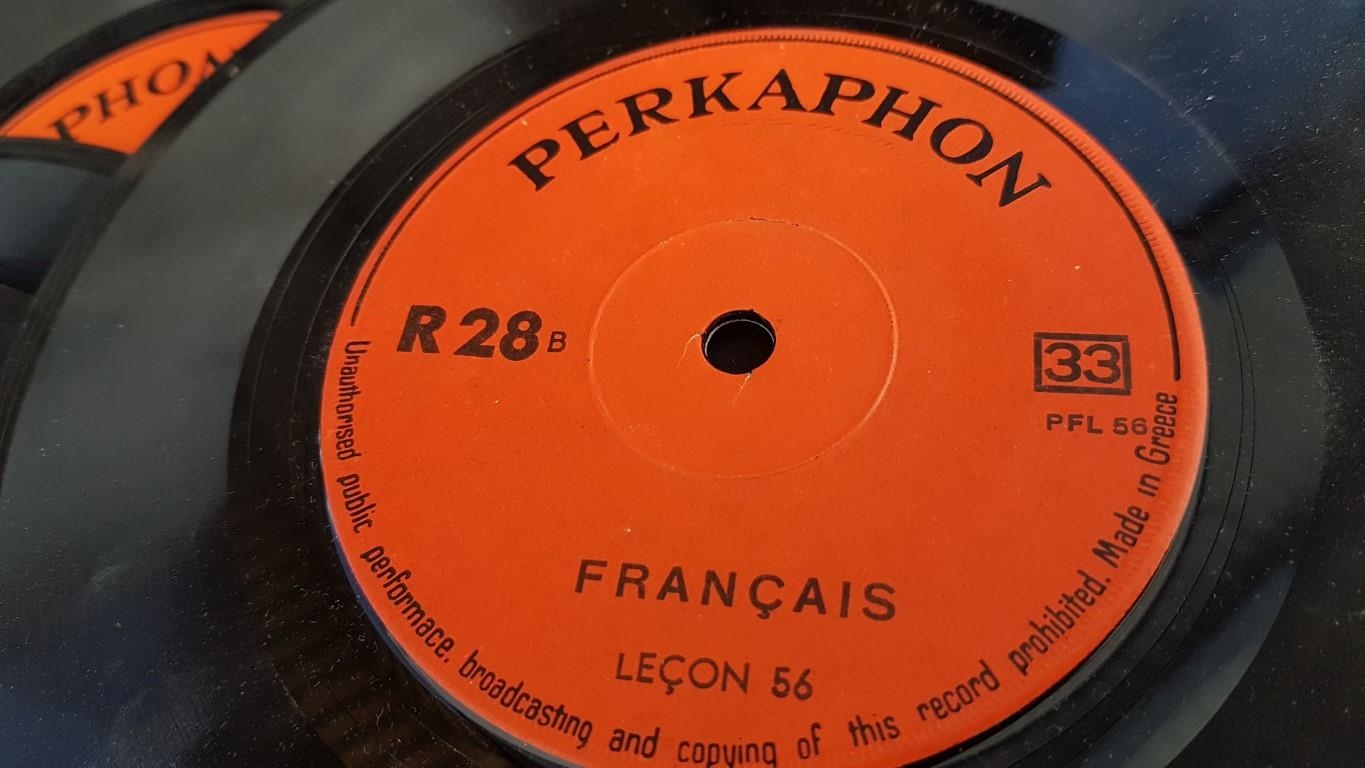 PHON
PERKAPHON
R 28 B
33
PFL 56
FRANÇAIS
LEÇON 56
Unauthorised public performace. broadcasting and copying of this record prohibited. Made in Greece